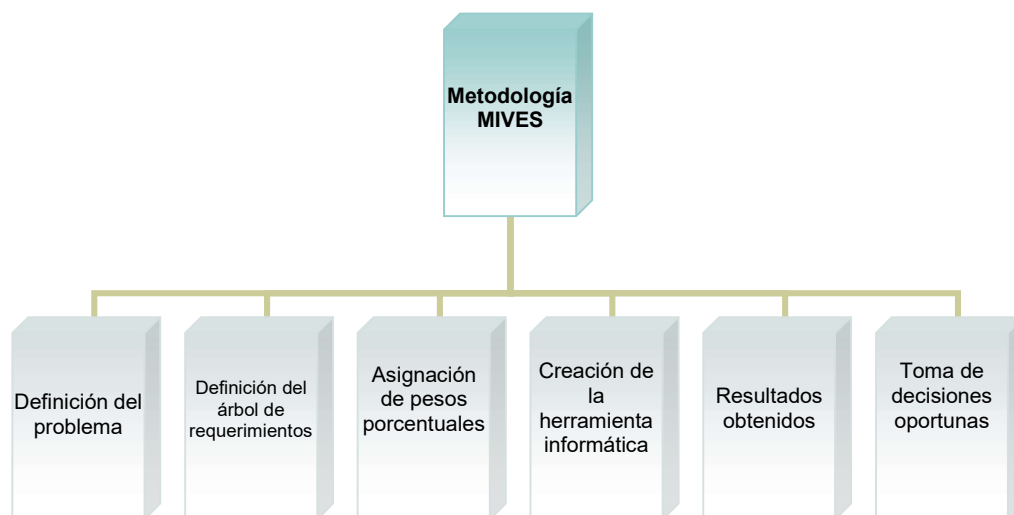 Metodología
MIVES
Definición del
problema
Definición del
árbol de
requerimientos
Asignación
de pesos
porcentuales
Creación de
la
herramienta
informática
Resultados
obtenidos
Toma de
decisiones
oportunas